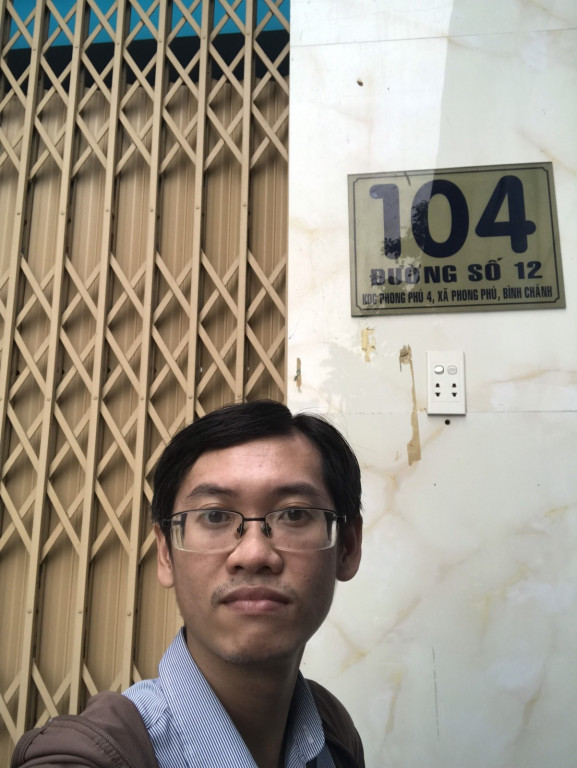 104
ĐƯỜNG SỐ 12
KDC PHONG PHÚ 4, XÃ PHONG PHÚ, BÌNH CHÁNH